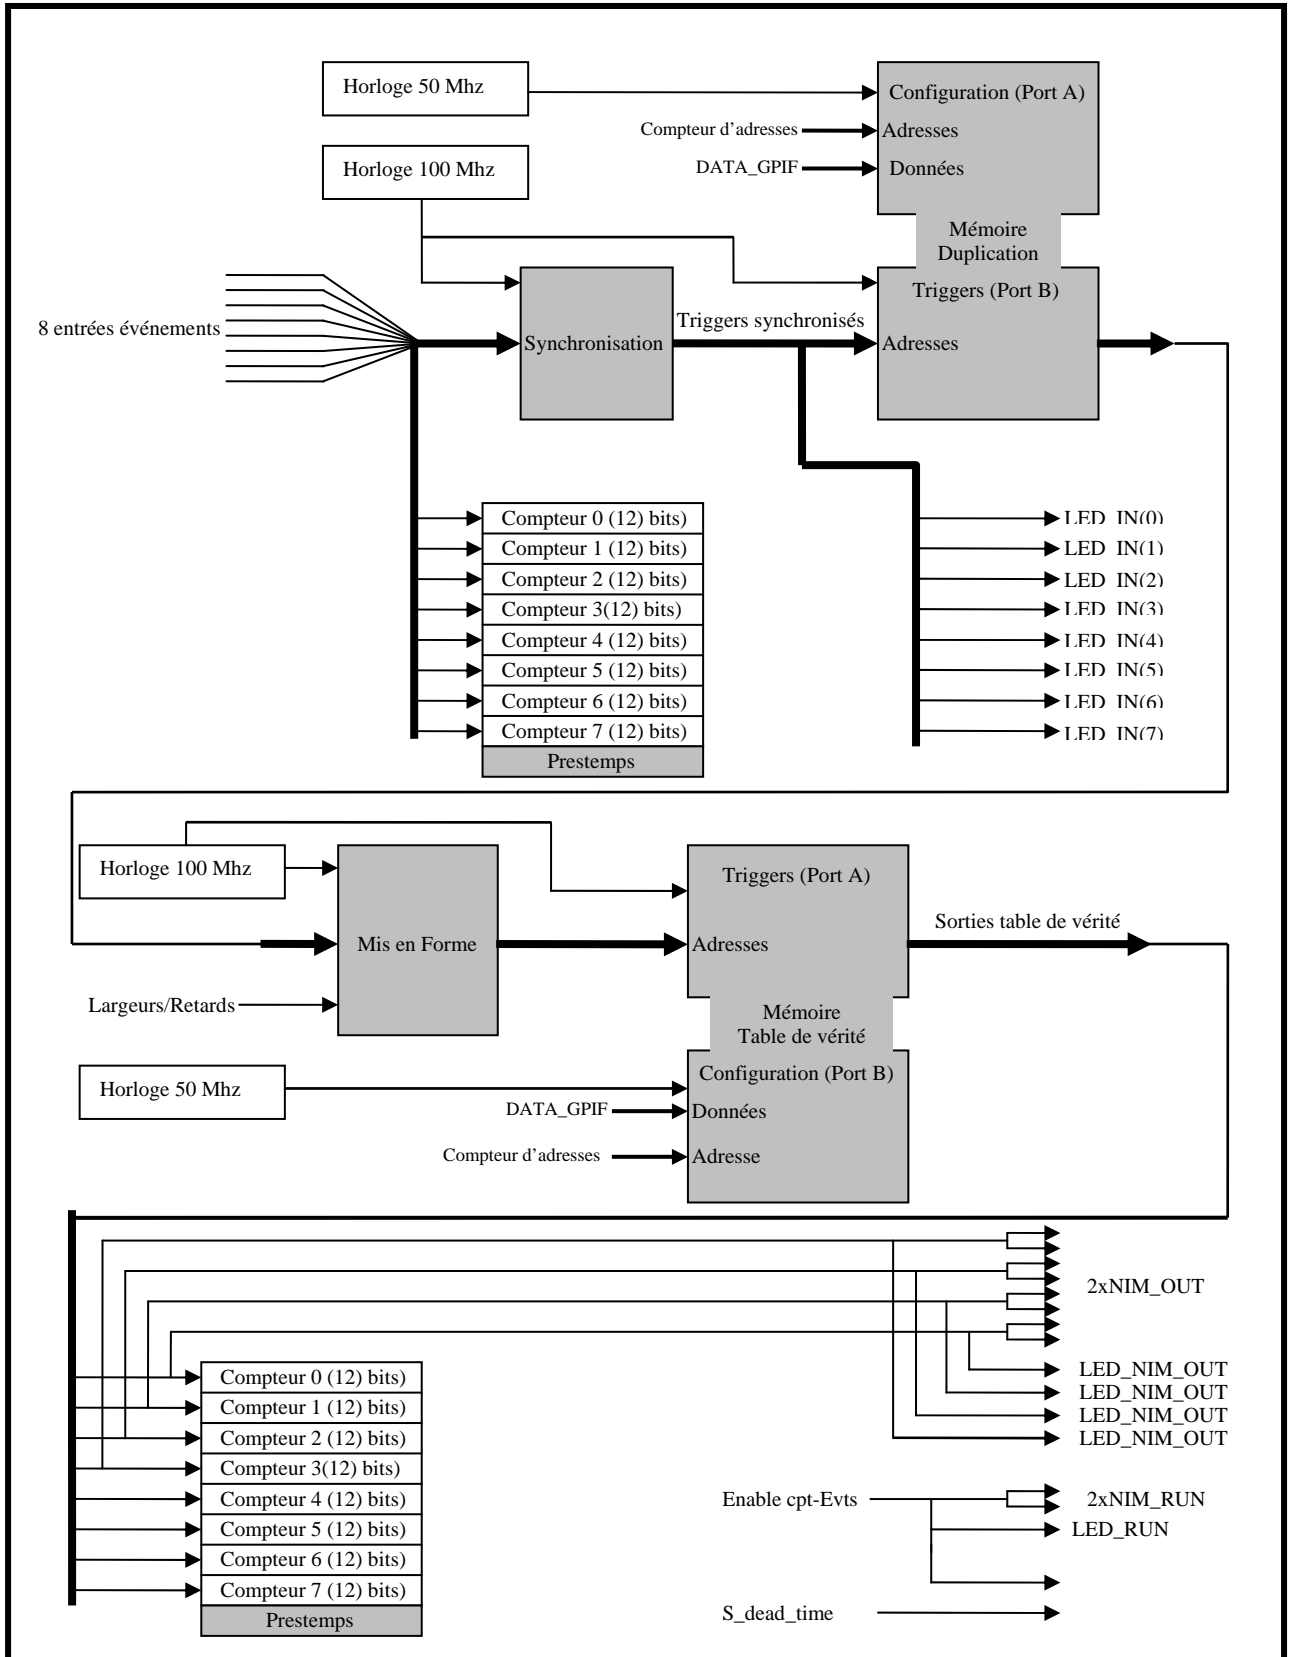 Horloge 50 Mhz
Configuration (Port A)
Compteur d'adresses
Adresses
Horloge 100 Mhz
DATA_GPIF
Données
Mémoire
Duplication
Triggers (Port B)
8 entrées événements
Synchronisation
Triggers synchronisés
Adresses
Compteur 0 (12) bits)
Compteur 1 (12) bits)
Compteur 2 (12) bits)
Compteur 3(12) bits)
Compteur 4 (12) bits)
Compteur 5 (12) bits)
Compteur 6 (12) bits)
Compteur 7 (12) bits)
Prestemps
LED_IN(0)
LED_IN(1)
LED_IN(2)
LED_IN(3)
LED_IN(4)
LED_IN(5)
LED_IN(6)
LED_IN(7)
Horloge 100 Mhz
Mis en Forme
Largeurs/Retards
Triggers (Port A)
Adresses
Sorties table de vérité
Mémoire
Table de vérité
Horloge 50 Mhz
Configuration (Port B)
DATA_GPIF
Données
Compteur d'adresses
Adresse
2xNIM_OUT
LED_NIM_OUT
LED_NIM_OUT
LED_NIM_OUT
LED_NIM_OUT
Compteur 0 (12) bits)
Compteur 1 (12) bits)
Compteur 2 (12) bits)
Compteur 3(12) bits)
Compteur 4 (12) bits)
Compteur 5 (12) bits)
Compteur 6 (12) bits)
Compteur 7 (12) bits)
Prestemps
Enable cpt-Evts
2xNIM_RUN
LED_RUN
S_dead_time